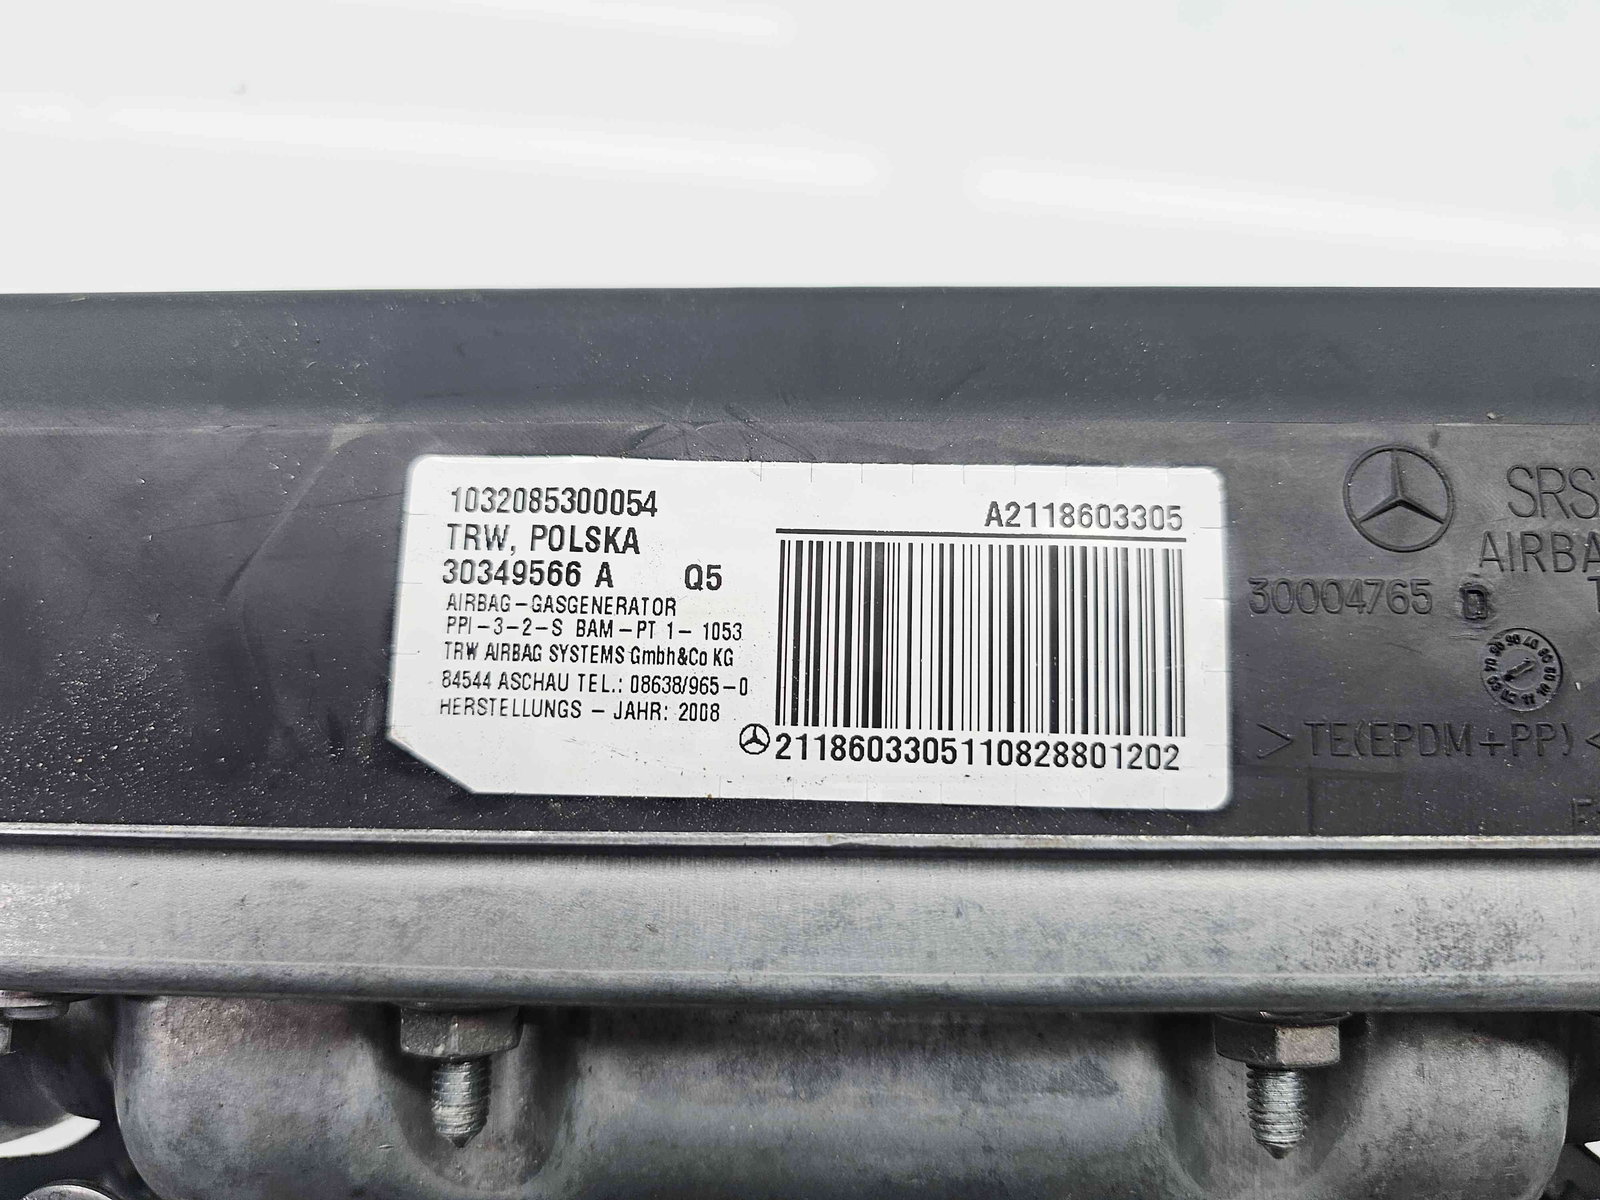 1032085300054
TRW, POLSKA
30349566 A Q5
AIRBAG-GASGENERATOR
PPI-3-2-S BAM-PT 1- 1053
TRW AIRBAG SYSTEMS Gmbh&Co KG
84544 ASCHAU TEL.: 08638/965-0
HERSTELLUNGS - JAHR: 2008
A2118603305
2118603305110828801202
SRS
AIRBA
30004765 D
>TE(EPDM+PP)<